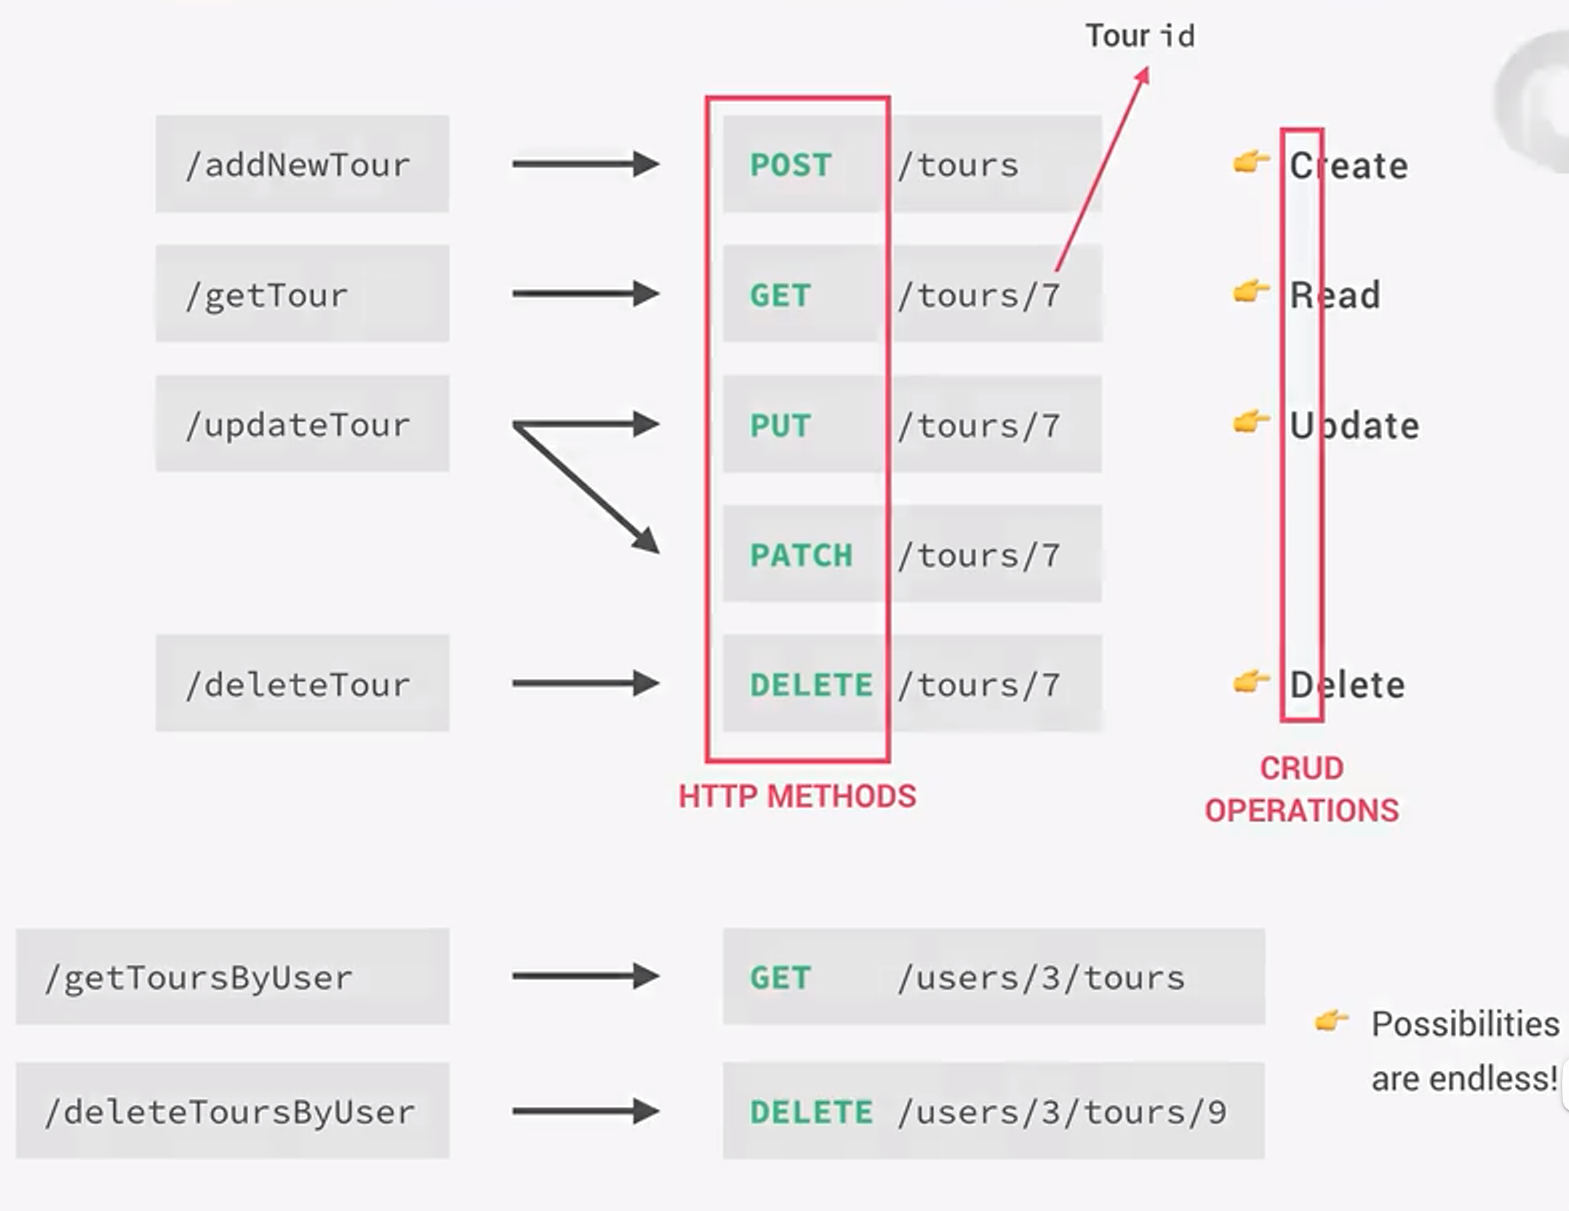 Tour id
/addNewTour POST /tours 👉 Create
/getTour GET /tours/7 👉 Read
/updateTour PUT /tours/7 👉 Update
PATCH /tours/7
/deleteTour DELETE /tours/7 👉 Delete
HTTP METHODS
CRUD
OPERATIONS
/getToursByUser GET /users/3/tours
/deleteToursByUser DELETE /users/3/tours/9
👉 Possibilities
are endless!